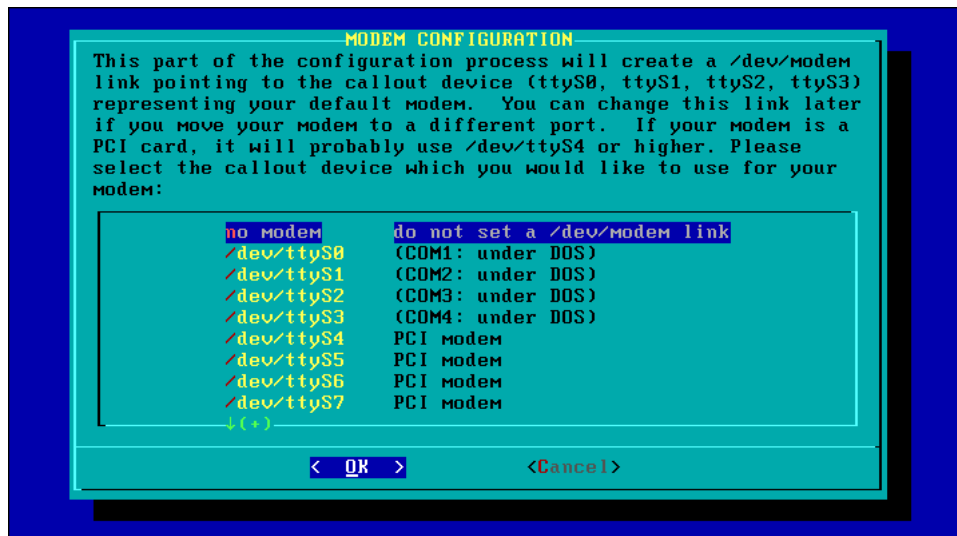 MODEM CONFIGURATION
This part of the configuration process will create a /dev/modem
link pointing to the callout device (ttyS0, ttyS1, ttyS2, ttyS3)
representing your default modem.  You can change this link later
if you move your modem to a different port.  If your modem is a
PCI card, it will probably use /dev/ttyS4 or higher. Please
select the callout device which you would like to use for your
modem:
no modem do not set a /dev/modem link
/dev/ttyS0 (COM1: under DOS)
/dev/ttyS1 (COM2: under DOS)
/dev/ttyS2 (COM3: under DOS)
/dev/ttyS3 (COM4: under DOS)
/dev/ttyS4 PCI modem
/dev/ttyS5 PCI modem
/dev/ttyS6 PCI modem
/dev/ttyS7 PCI modem
↓(+)
< OK > <Cancel>